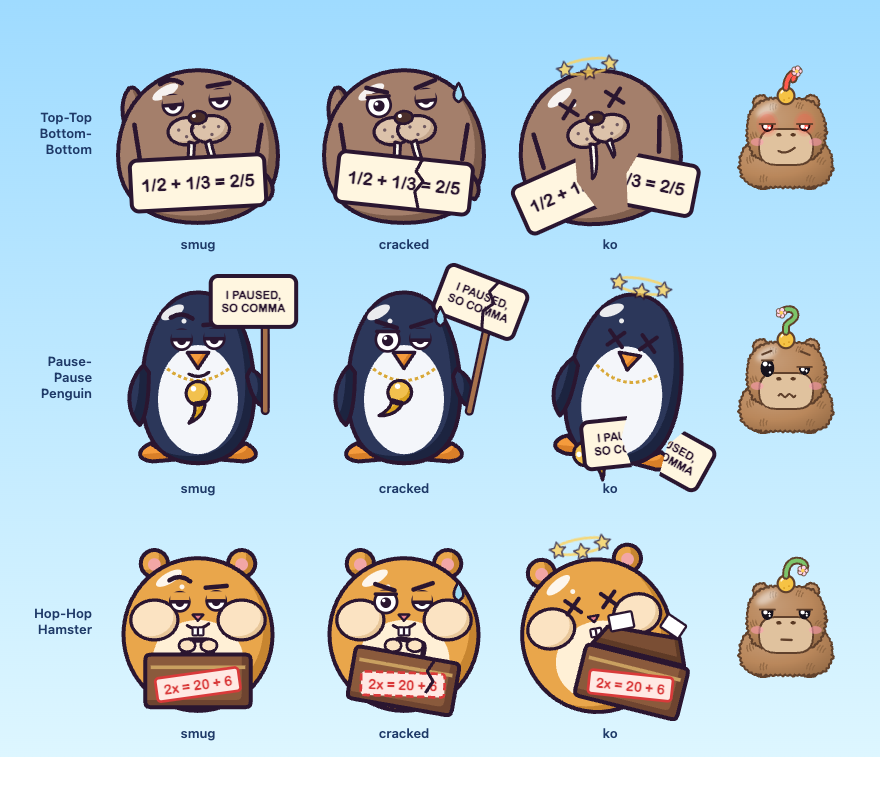 Top-Top
Bottom-
Bottom
1/2 + 1/3 = 2/5
1/2 + 1/3 = 2/5
1/2 + 1
/3 = 2/5
smug
cracked
ko
I PAUSED,
SO COMMA
I PAUSED,
SO COMMA
Pause-
Pause
Penguin
I PAU
SO CO
USED,
OMMA
smug
cracked
ko
Hop-Hop
Hamster
2x = 20 + 6
2x = 20 + 6
2x = 20 + 6
smug
cracked
ko